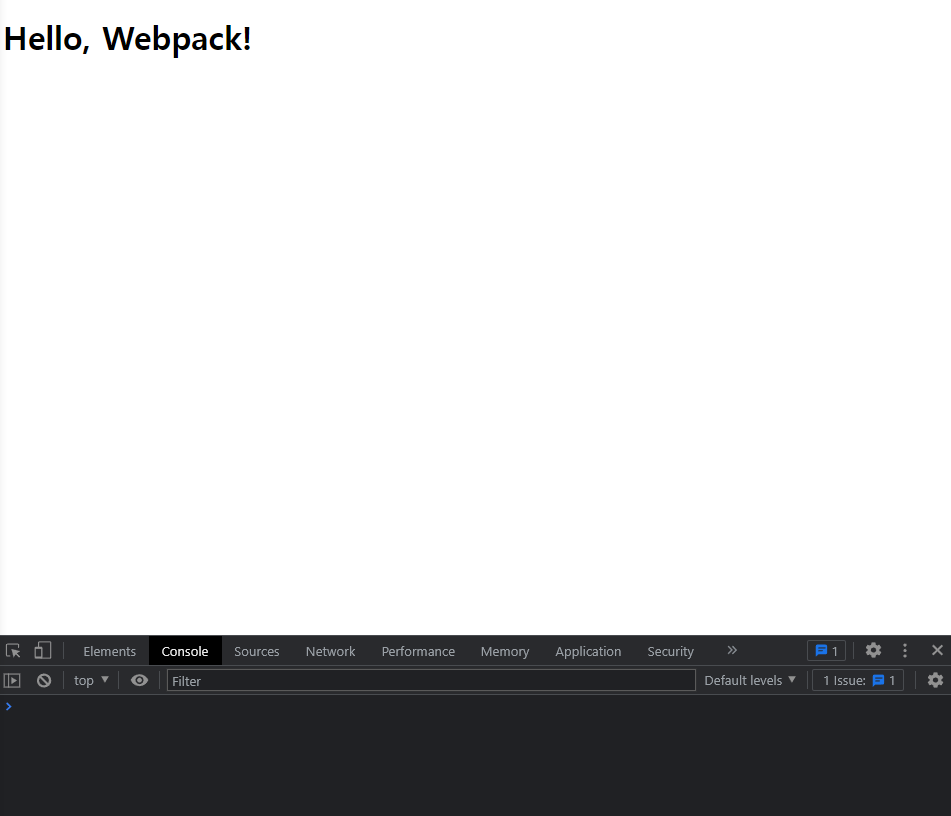 Hello, Webpack!
Elements Console Sources Network Performance Memory Application Security 1
top Filter Default levels 1 Issue: 1